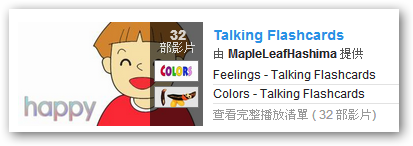 32
部影片
COLORS
happy
Talking Flashcards
由 MapleLeafHashima 提供
Feelings - Talking Flashcards
Colors - Talking Flashcards
查看完整播放清單 ( 32 部影片)